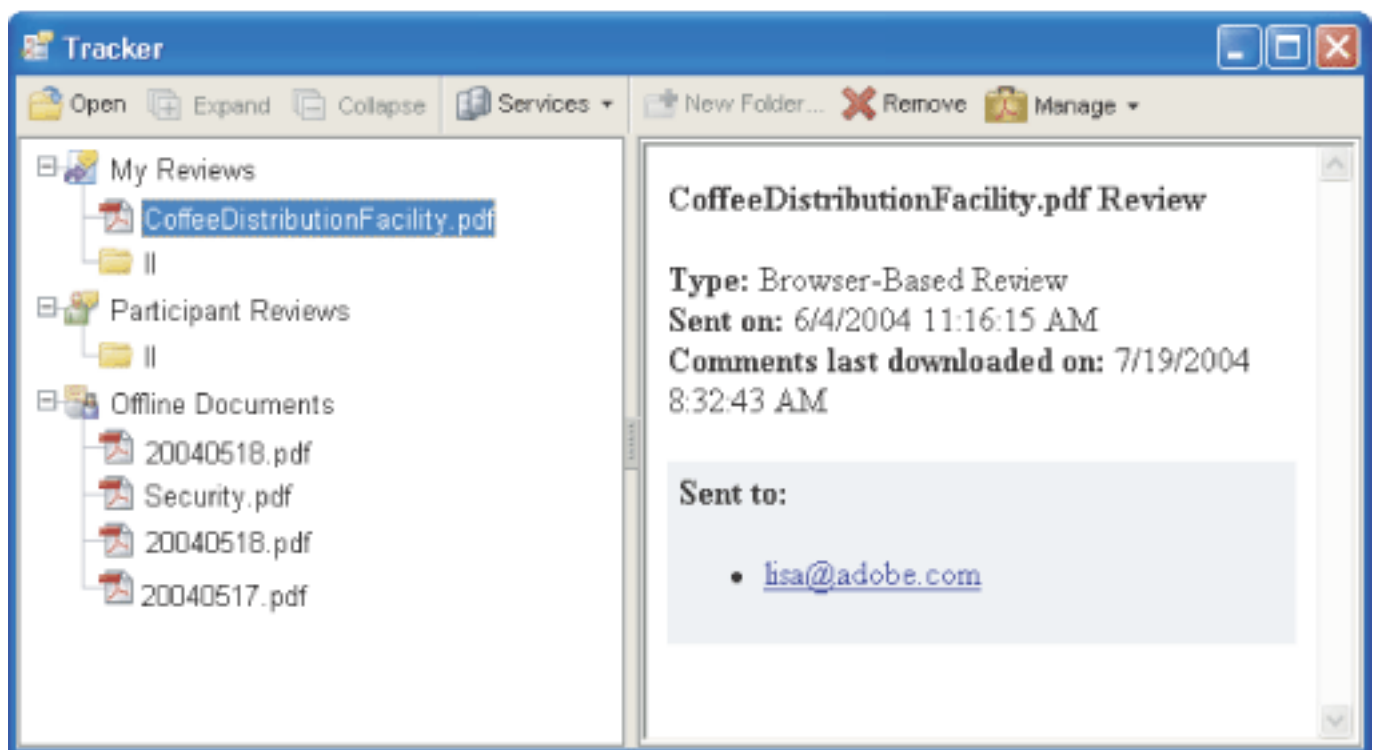 Tracker
Open Expand Collapse Services New Folder... Remove Manage
My Reviews
CoffeeDistributionFacility.pdf
ll
Participant Reviews
ll
Offline Documents
20040518.pdf
Security.pdf
20040518.pdf
20040517.pdf
CoffeeDistributionFacility.pdf Review
Type: Browser-Based Review
Sent on: 6/4/2004 11:16:15 AM
Comments last downloaded on: 7/19/2004
8:32:43 AM
Sent to:
• lisa@adobe.com